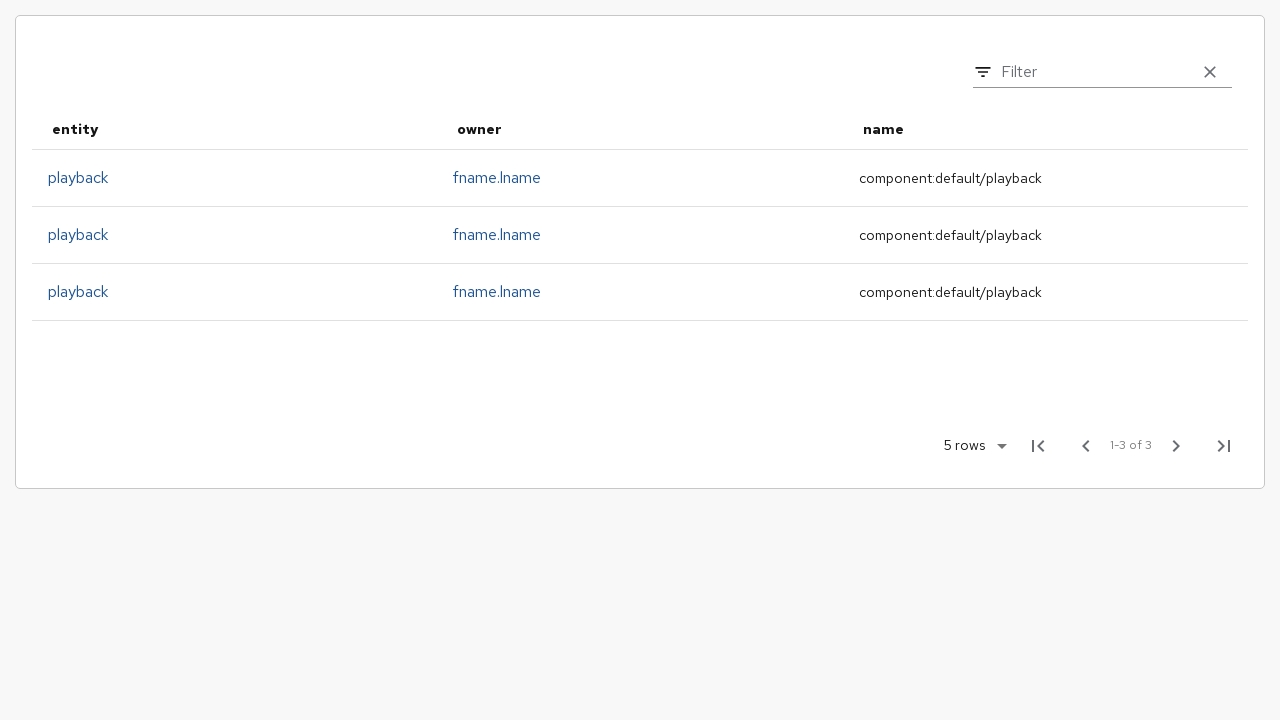 Filter
entity owner name
playback fname.lname component:default/playback
playback fname.lname component:default/playback
playback fname.lname component:default/playback
5 rows 1-3 of 3